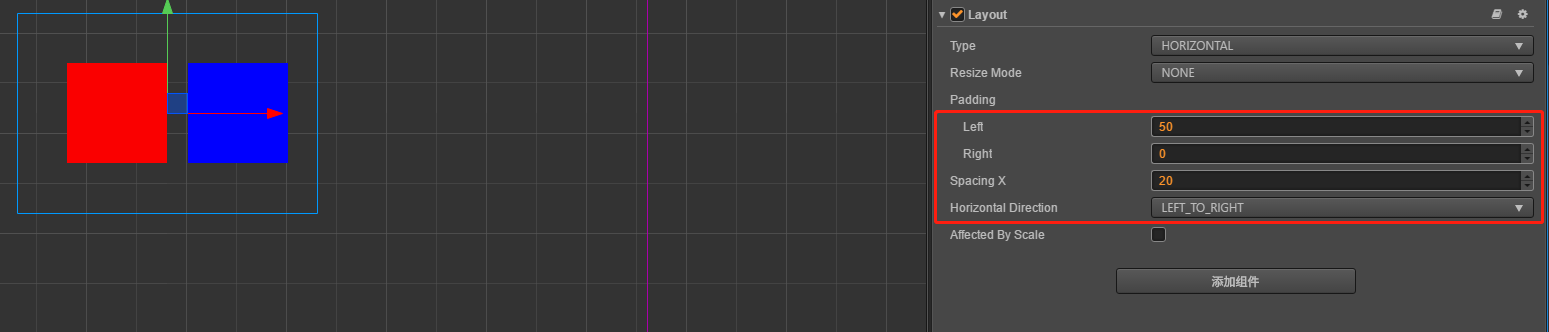 Layout
Type HORIZONTAL
Resize Mode NONE
Padding
Left 50
Right 0
Spacing X 20
Horizontal Direction LEFT_TO_RIGHT
Affected By Scale
添加组件